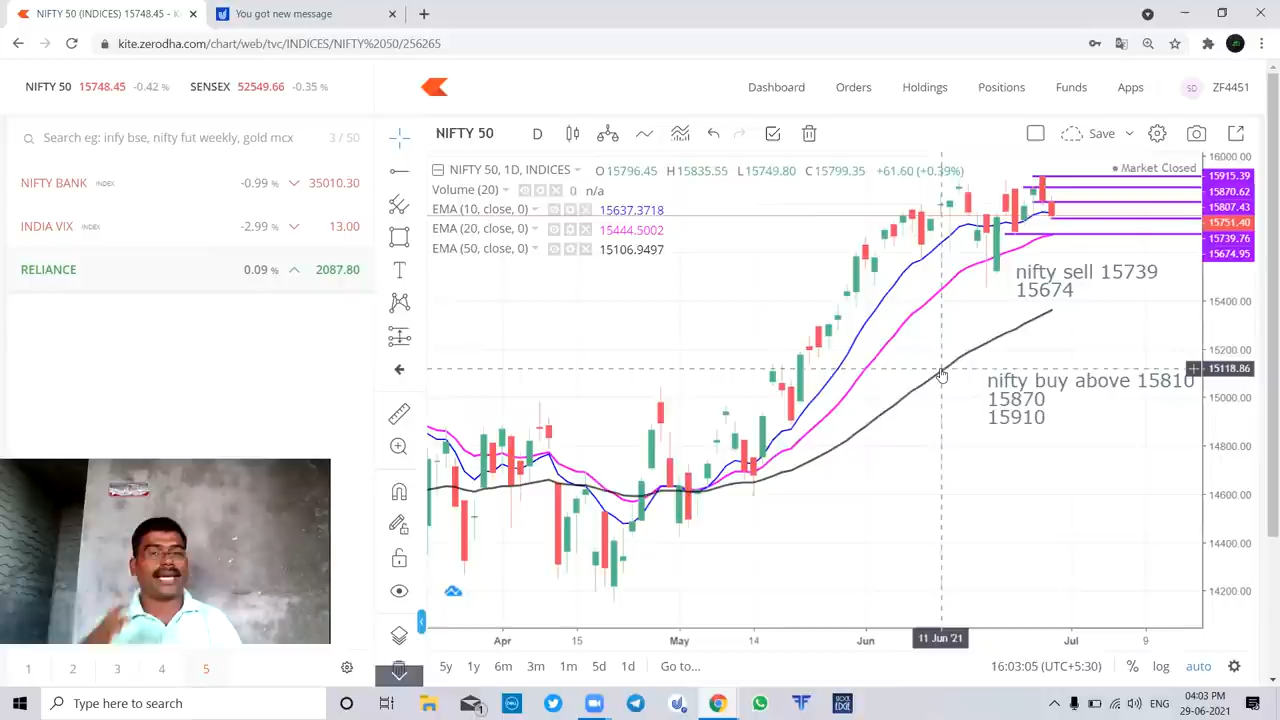 NIFTY 50 (INDICES) 15748.45 - K
You got new message
kite.zerodha.com/chart/web/tvc/INDICES/NIFTY%2050/256265
NIFTY 50 15748.45 -0.42 % SENSEX 52549.66 -0.35 %
Dashboard Orders Holdings Positions Funds Apps SD ZF4451
Search eg: infy bse, nifty fut weekly, gold mcx 3 / 50
NIFTY 50 D Save
NIFTY BANK INDEX -0.99 % 35010.30
INDIA VIX INDEX -2.99 % 13.00
RELIANCE 0.09 % 2087.80
NIFTY 50, 1D, INDICES O15796.45 H15835.55 L15749.80 C15799.35 +61.60 (+0.39%)
Market Closed
Volume (20) 0 n/a
EMA (10, close, 0) 15637.3718
EMA (20, close, 0) 15444.5002
EMA (50, close, 0) 15106.9497
nifty sell 15739
15674
nifty buy above 15810
15870
15910
16000.00
15915.39
15870.62
15807.43
15751.40
15739.76
15674.95
15400.00
15200.00
15118.86
15000.00
14800.00
14600.00
14400.00
14200.00
Apr 15 May 14 Jun 11 Jun '21 Jul 9
1 2 3 4 5
5y 1y 6m 3m 1m 5d 1d Go to... 16:03:05 (UTC+5:30) % log auto
Type here to search
ENG
04:03 PM
29-06-2021